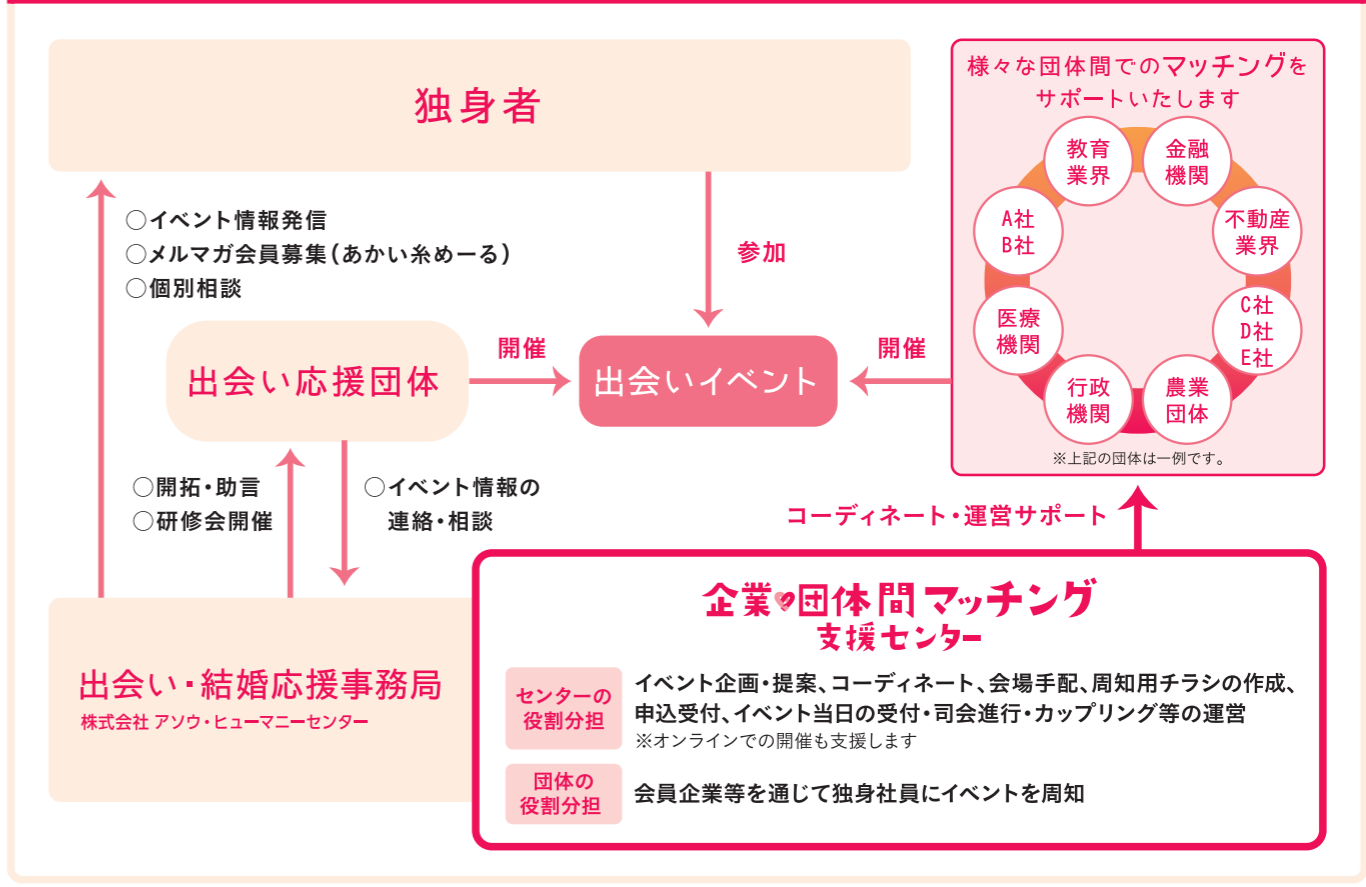 独身者
○イベント情報発信
○メルマガ会員募集(あかい糸めーる)
○個別相談
参加
出会い応援団体
開催
出会いイベント
開催
様々な団体間でのマッチングを
サポートいたします
教育
業界
金融
機関
A社
B社
不動産
業界
医療
機関
C社
D社
E社
行政
機関
農業
団体
※上記の団体は一例です。
○開拓・助言
○研修会開催
○イベント情報の
連絡・相談
コーディネート・運営サポート
出会い・結婚応援事務局
株式会社 アソウ・ヒューマニーセンター
企業団体間マッチング
支援センター
センターの
役割分担
イベント企画・提案、コーディネート、会場手配、周知用チラシの作成、
申込受付、イベント当日の受付・司会進行・カップリング等の運営
※オンラインでの開催も支援します
団体の
役割分担
会員企業等を通じて独身社員にイベントを周知